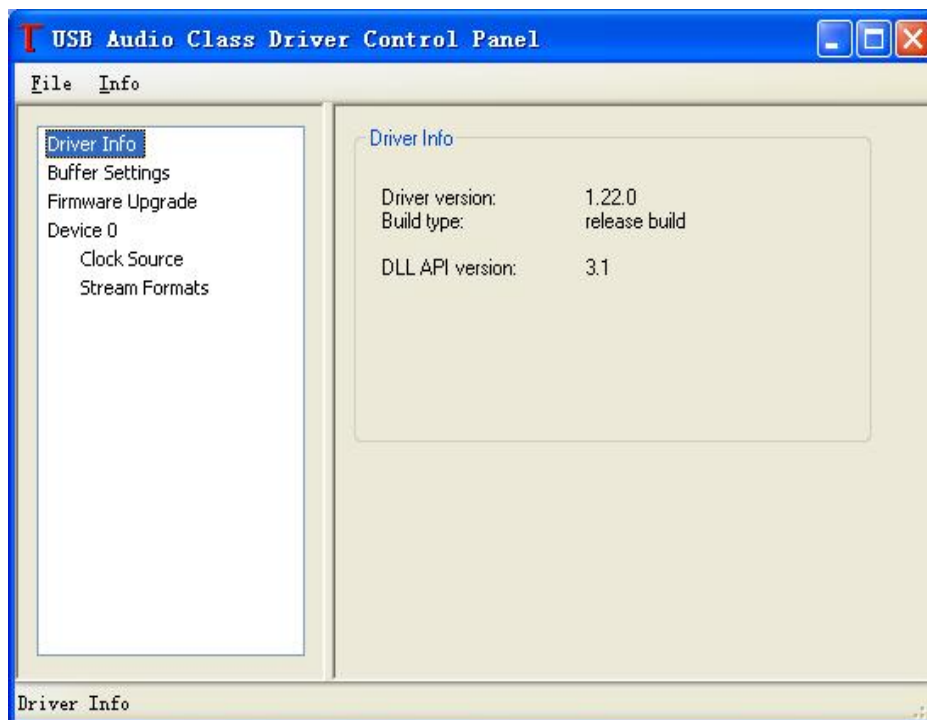 USB Audio Class Driver Control Panel
File Info
Driver Info
Buffer Settings
Firmware Upgrade
Device 0
Clock Source
Stream Formats
Driver Info
Driver version: 1.22.0
Build type: release build
DLL API version: 3.1
Driver Info